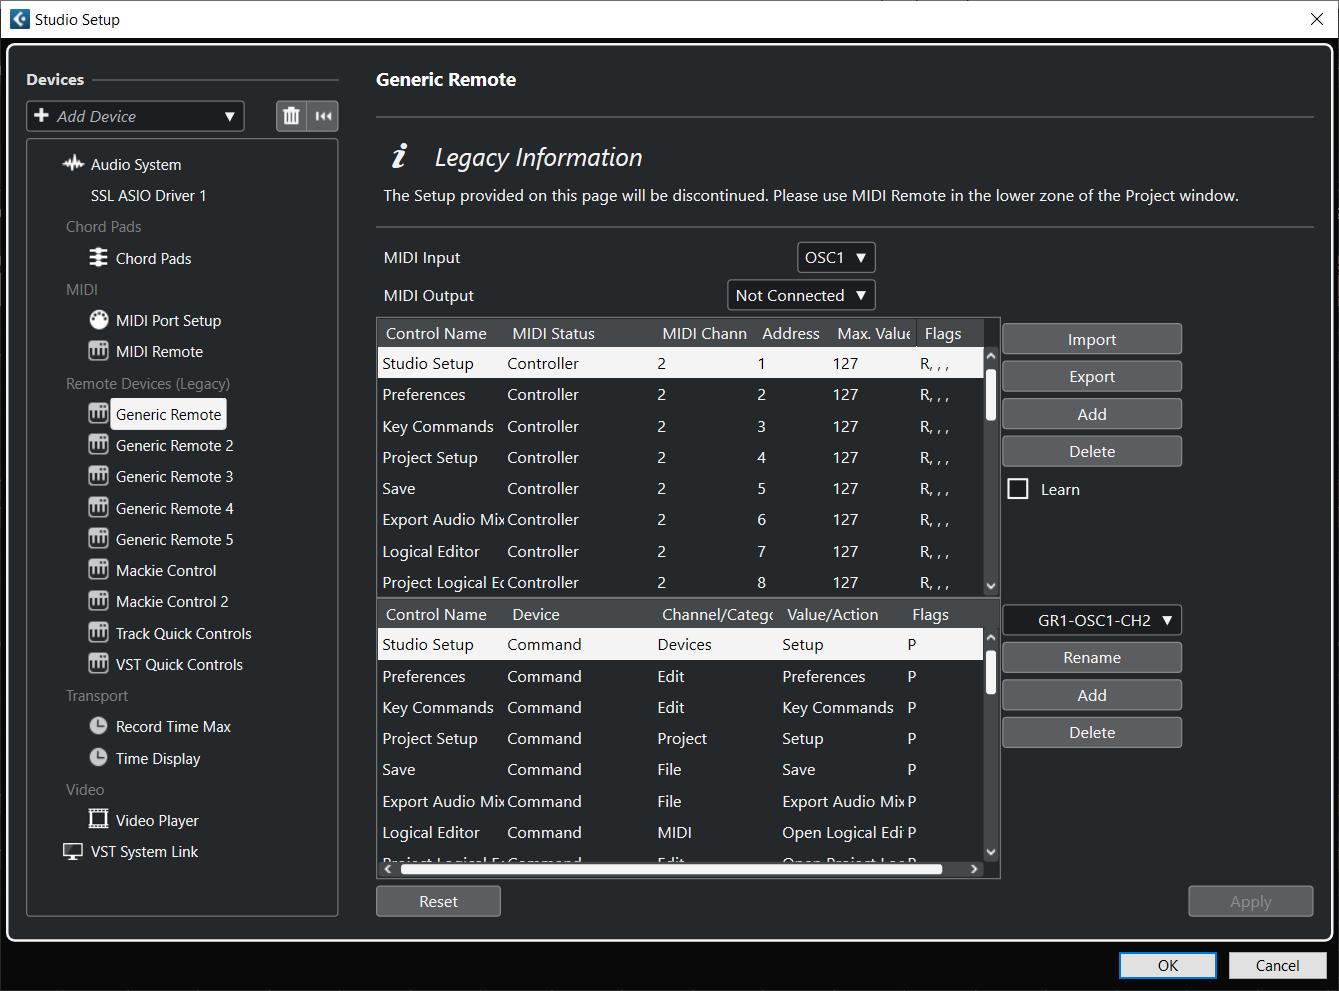 Studio Setup
Devices
Add Device
Audio System
SSL ASIO Driver 1
Chord Pads
Chord Pads
MIDI
MIDI Port Setup
MIDI Remote
Remote Devices (Legacy)
Generic Remote
Generic Remote 2
Generic Remote 3
Generic Remote 4
Generic Remote 5
Mackie Control
Mackie Control 2
Track Quick Controls
VST Quick Controls
Transport
Record Time Max
Time Display
Video
Video Player
VST System Link
Generic Remote
i Legacy Information
The Setup provided on this page will be discontinued. Please use MIDI Remote in the lower zone of the Project window.
MIDI Input OSC1
MIDI Output Not Connected
Control Name MIDI Status MIDI Chann Address Max. Value Flags
Studio Setup Controller 2 1 127 R, , ,
Preferences Controller 2 2 127 R, , ,
Key Commands Controller 2 3 127 R, , ,
Project Setup Controller 2 4 127 R, , ,
Save Controller 2 5 127 R, , ,
Export Audio Mix Controller 2 6 127 R, , ,
Logical Editor Controller 2 7 127 R, , ,
Project Logical Ec Controller 2 8 127 R, , ,
Import
Export
Add
Delete
Learn
Control Name Device Channel/Catego Value/Action Flags
Studio Setup Command Devices Setup P
Preferences Command Edit Preferences P
Key Commands Command Edit Key Commands P
Project Setup Command Project Setup P
Save Command File Save P
Export Audio Mix Command File Export Audio Mix P
Logical Editor Command MIDI Open Logical Edi P
GR1-OSC1-CH2
Rename
Add
Delete
Reset
Apply
OK
Cancel